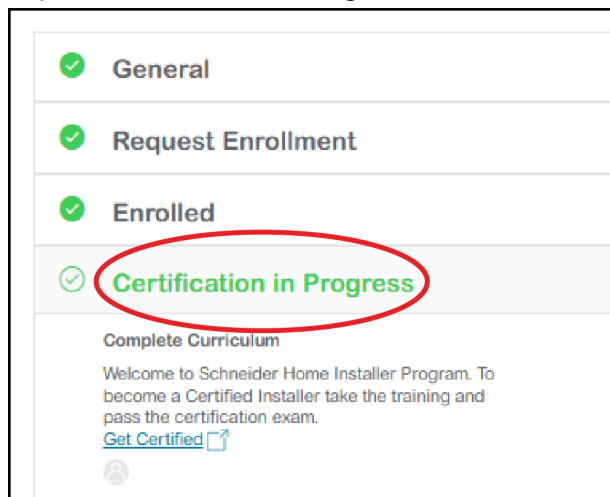 General
Request Enrollment
Enrolled
Certification in Progress
Complete Curriculum
Welcome to Schneider Home Installer Program. To
become a Certified Installer take the training and
pass the certification exam.
Get Certified